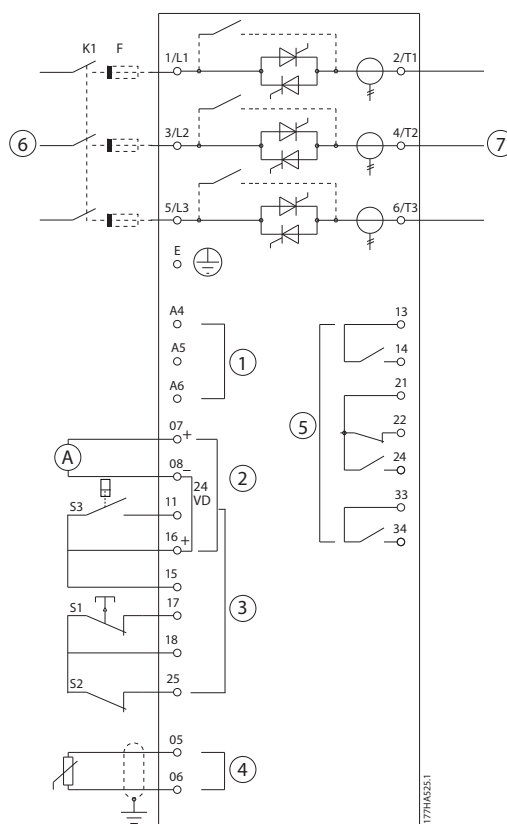 K1 F 1/L1 2/T1
6 3/L2 4/T2 7
5/L3 6/T3
E
A4 13
A5 1 14
A6 21
07 + 5 22
A 08 – 2 24
24
VD
S3 11 33
16 + 34
15
S1 17 3
18
S2 25
05
06 4
177HA525.1